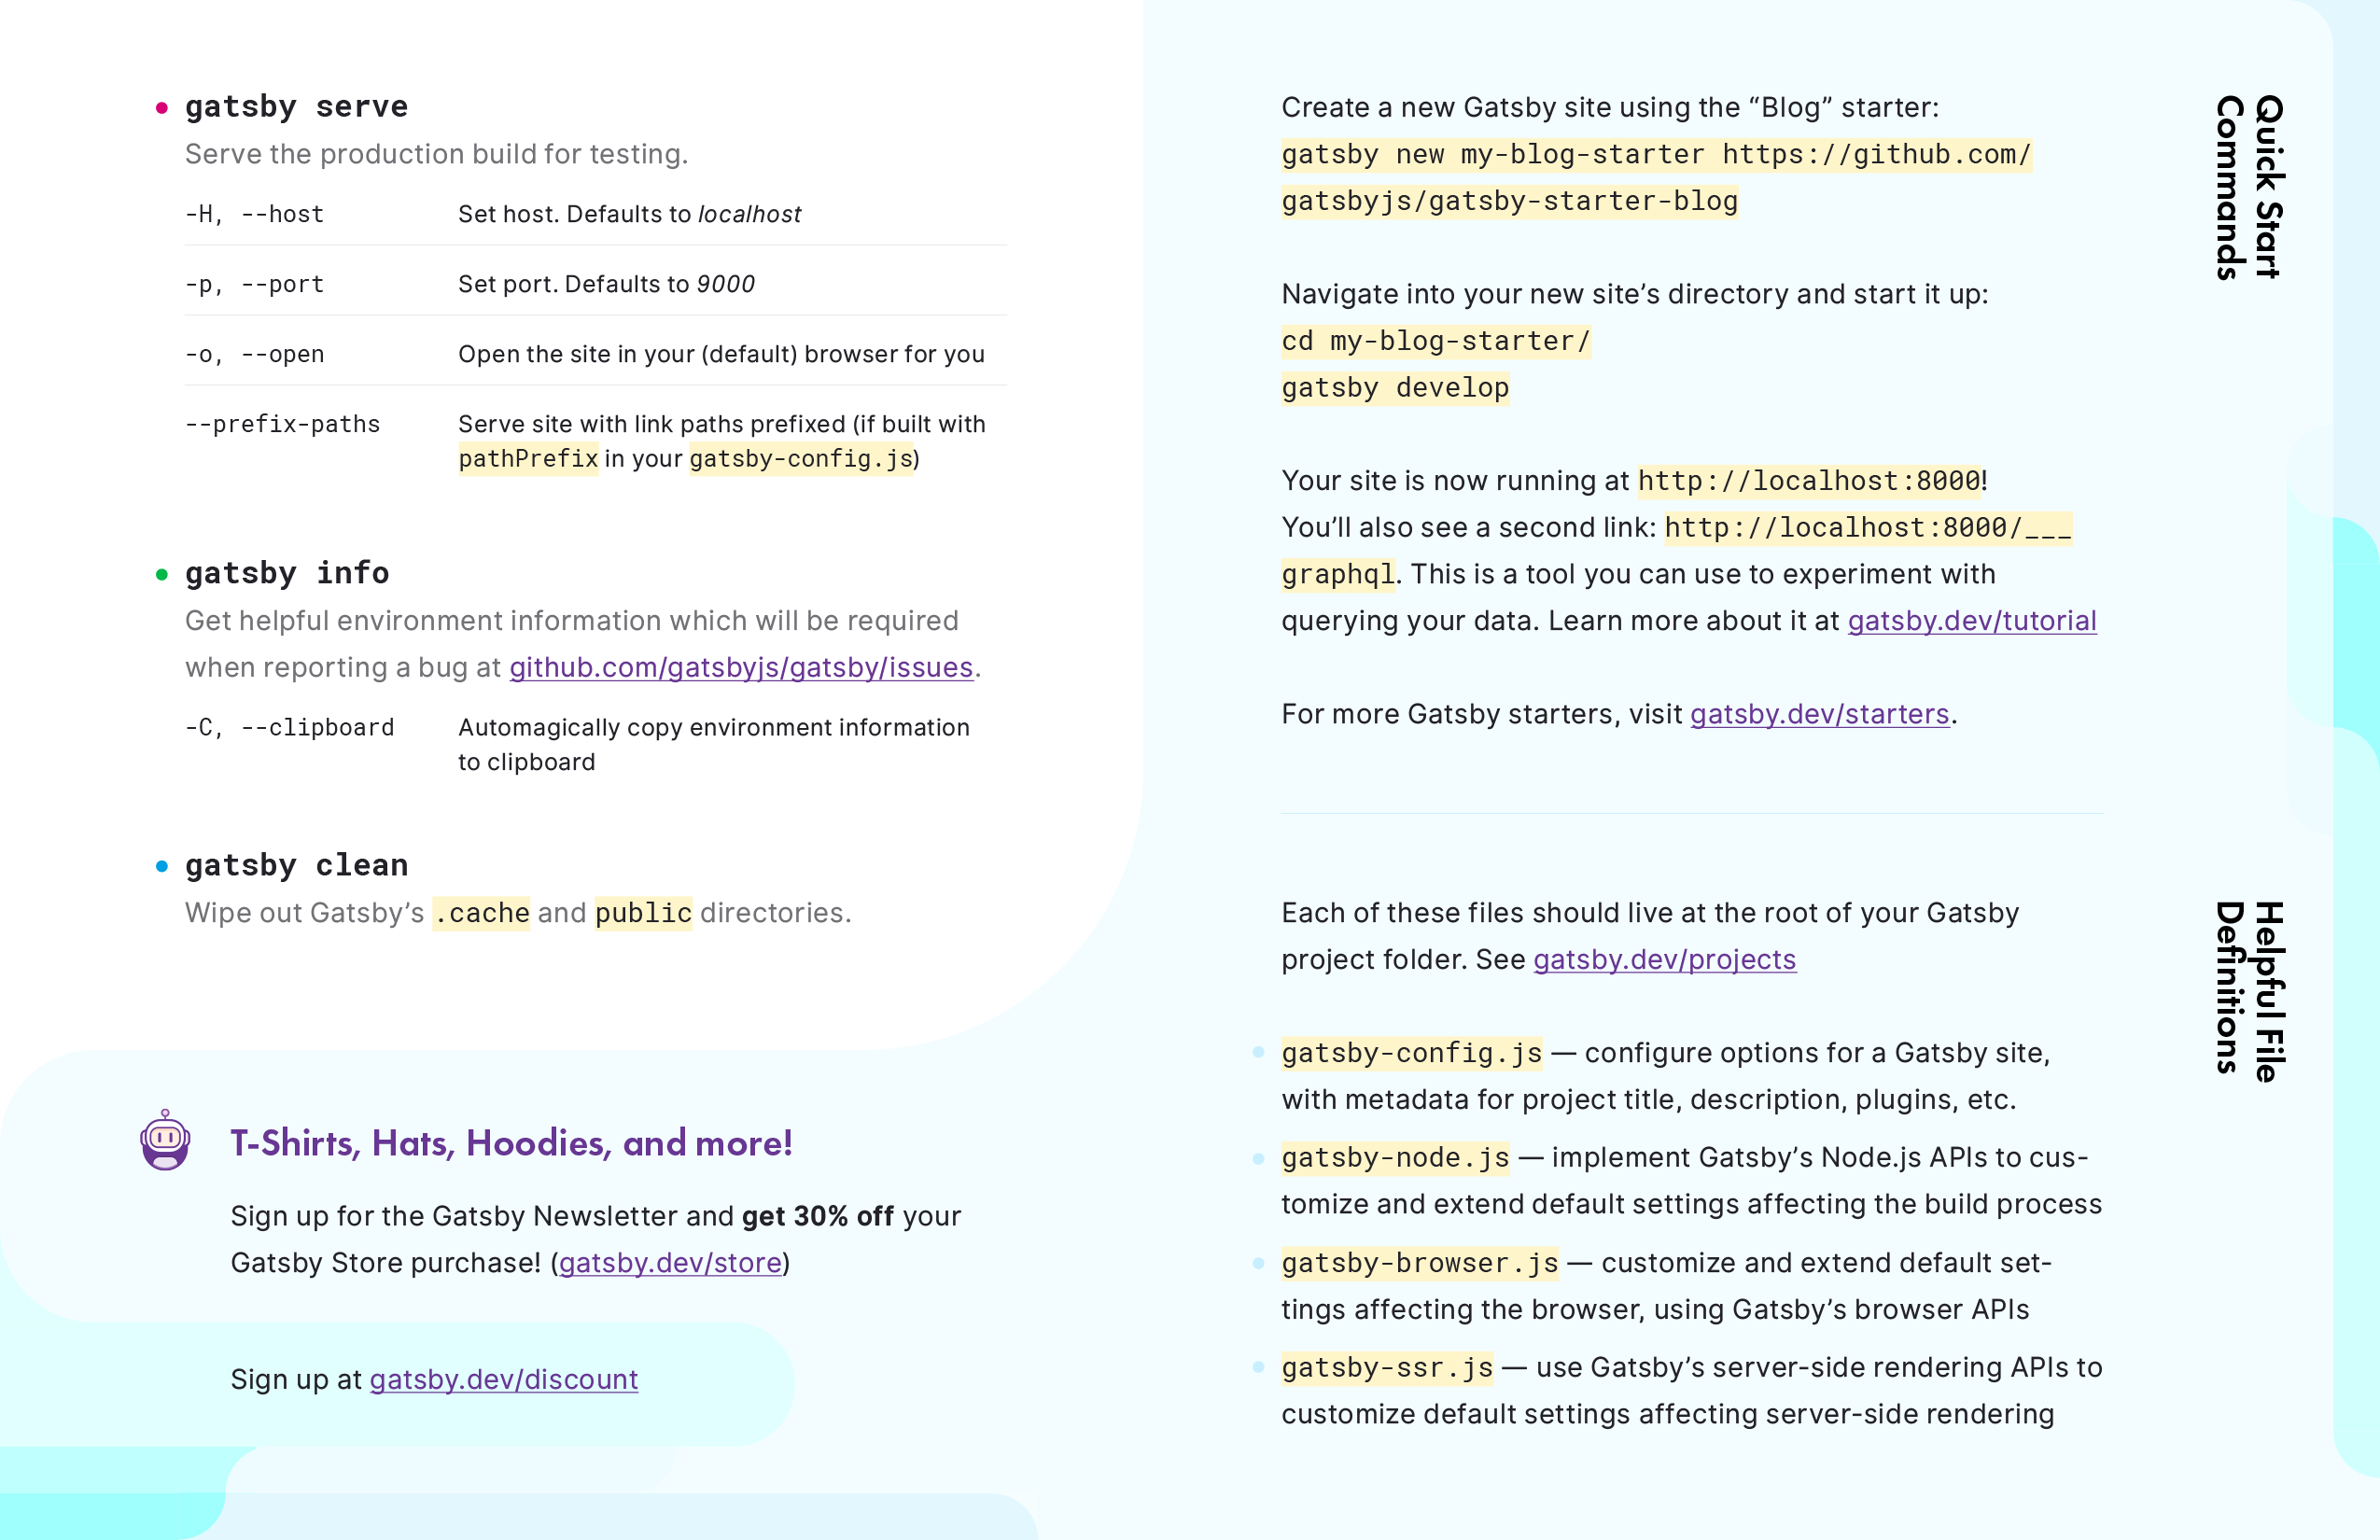 gatsby serve
Serve the production build for testing.
-H, --host Set host. Defaults to localhost
-p, --port Set port. Defaults to 9000
-o, --open Open the site in your (default) browser for you
--prefix-paths Serve site with link paths prefixed (if built with
pathPrefix in your gatsby-config.js)
gatsby info
Get helpful environment information which will be required
when reporting a bug at github.com/gatsbyjs/gatsby/issues.
-C, --clipboard Automagically copy environment information
to clipboard
gatsby clean
Wipe out Gatsby’s .cache and public directories.
T-Shirts, Hats, Hoodies, and more!
Sign up for the Gatsby Newsletter and get 30% off your
Gatsby Store purchase! (gatsby.dev/store)
Sign up at gatsby.dev/discount
Quick Start
Commands
Create a new Gatsby site using the “Blog” starter:
gatsby new my-blog-starter https://github.com/
gatsbyjs/gatsby-starter-blog
Navigate into your new site’s directory and start it up:
cd my-blog-starter/
gatsby develop
Your site is now running at http://localhost:8000!
You’ll also see a second link: http://localhost:8000/___
graphql. This is a tool you can use to experiment with
querying your data. Learn more about it at gatsby.dev/tutorial
For more Gatsby starters, visit gatsby.dev/starters.
Helpful File
Definitions
Each of these files should live at the root of your Gatsby
project folder. See gatsby.dev/projects
gatsby-config.js — configure options for a Gatsby site,
with metadata for project title, description, plugins, etc.
gatsby-node.js — implement Gatsby’s Node.js APIs to cus-
tomize and extend default settings affecting the build process
gatsby-browser.js — customize and extend default set-
tings affecting the browser, using Gatsby’s browser APIs
gatsby-ssr.js — use Gatsby’s server-side rendering APIs to
customize default settings affecting server-side rendering